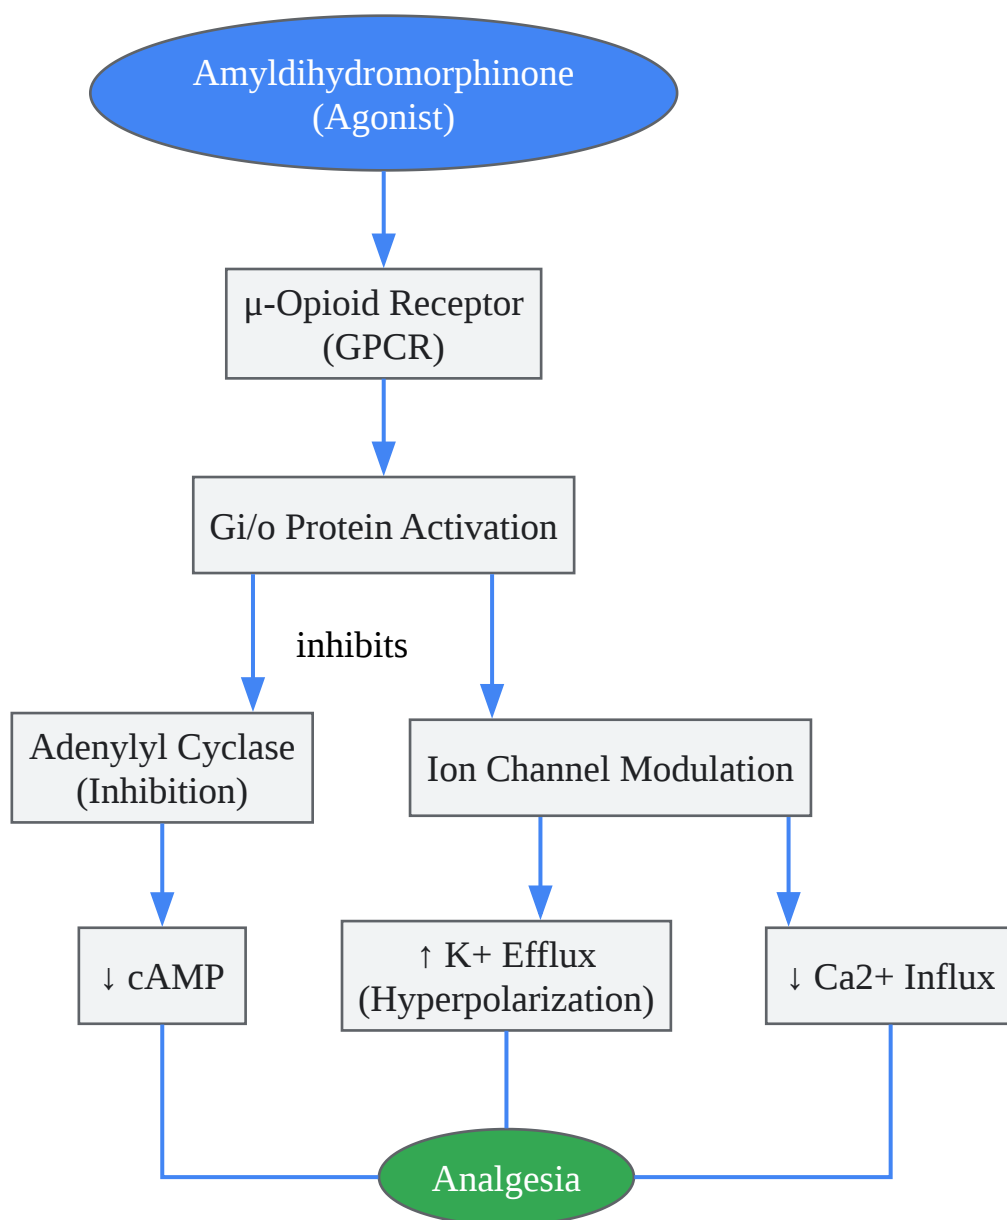 Amyldihydromorphinone
(Agonist)
μ-Opioid Receptor
(GPCR)
Gi/o Protein Activation
inhibits
Adenylyl Cyclase
(Inhibition)
Ion Channel Modulation
↓ cAMP
↑ K+ Efflux
(Hyperpolarization)
↓ Ca2+ Influx
Analgesia